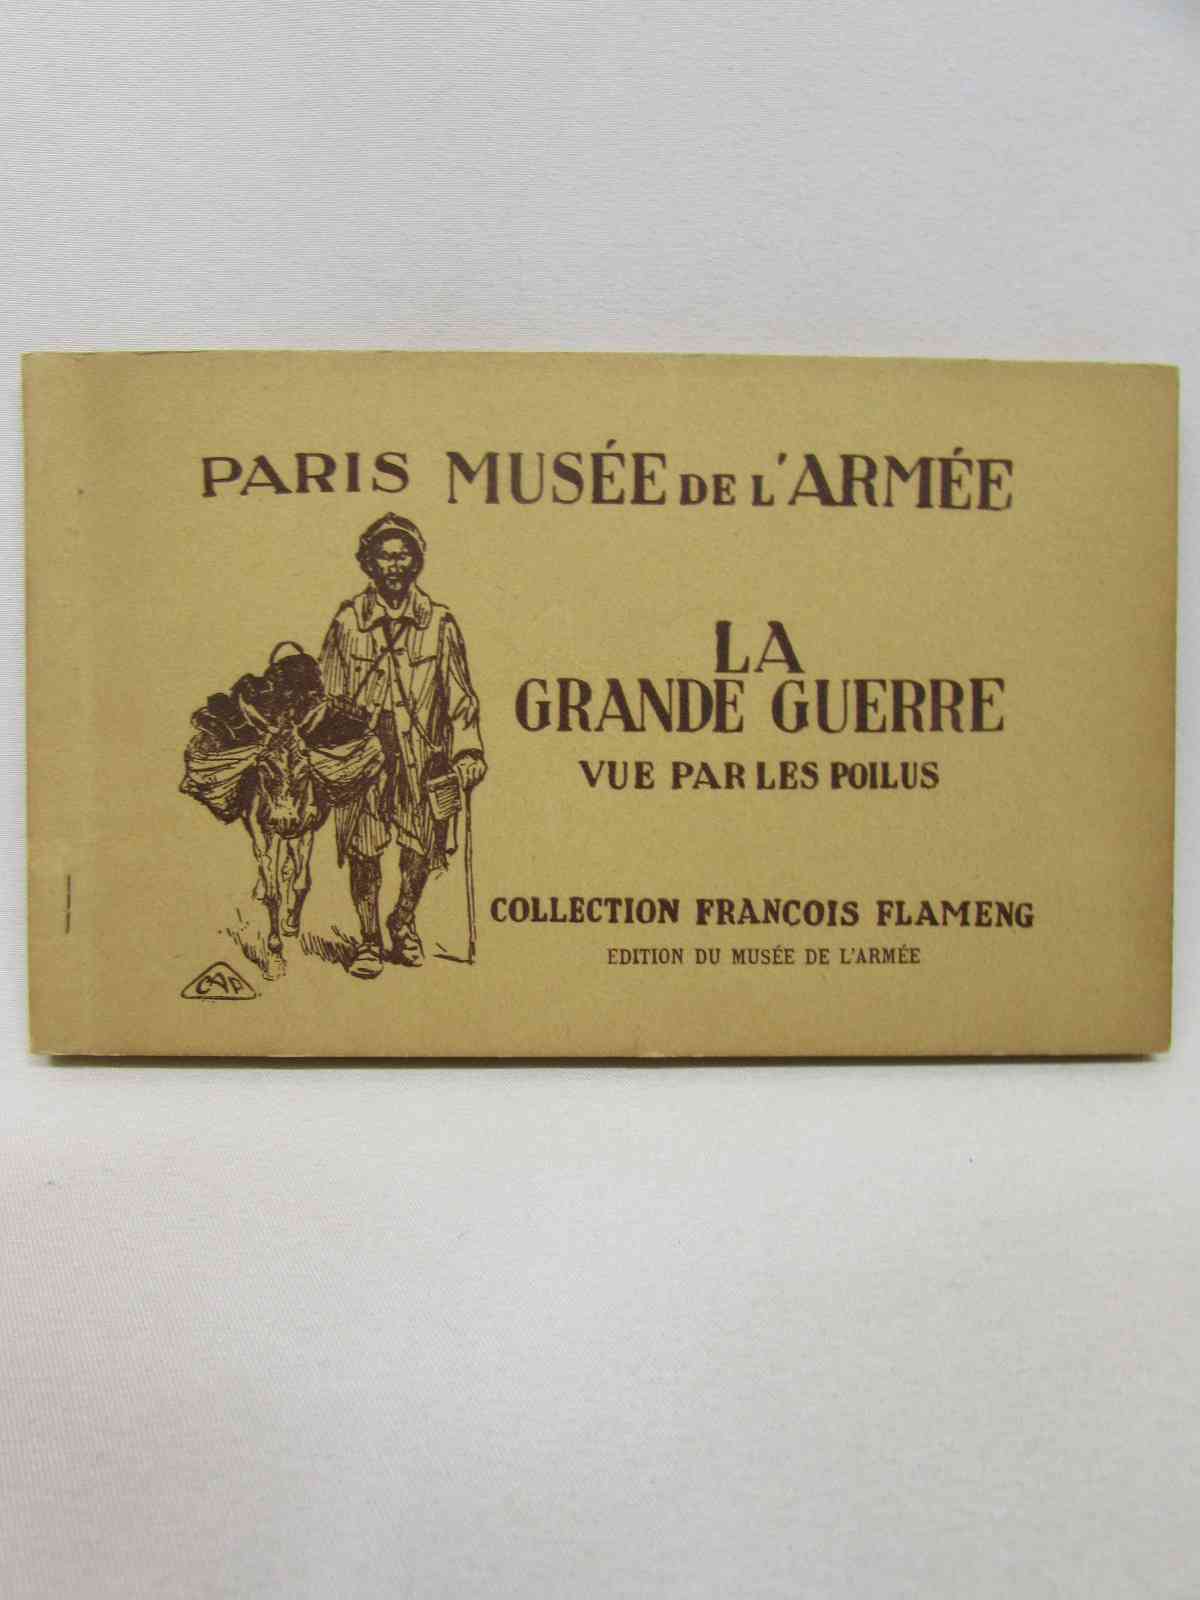 PARIS MUSÉE DE L'ARMÉE
LA
GRANDE GUERRE
VUE PAR LES POILUS
COLLECTION FRANCOIS FLAMENG
EDITION DU MUSÉE DE L'ARMÉE
CAP